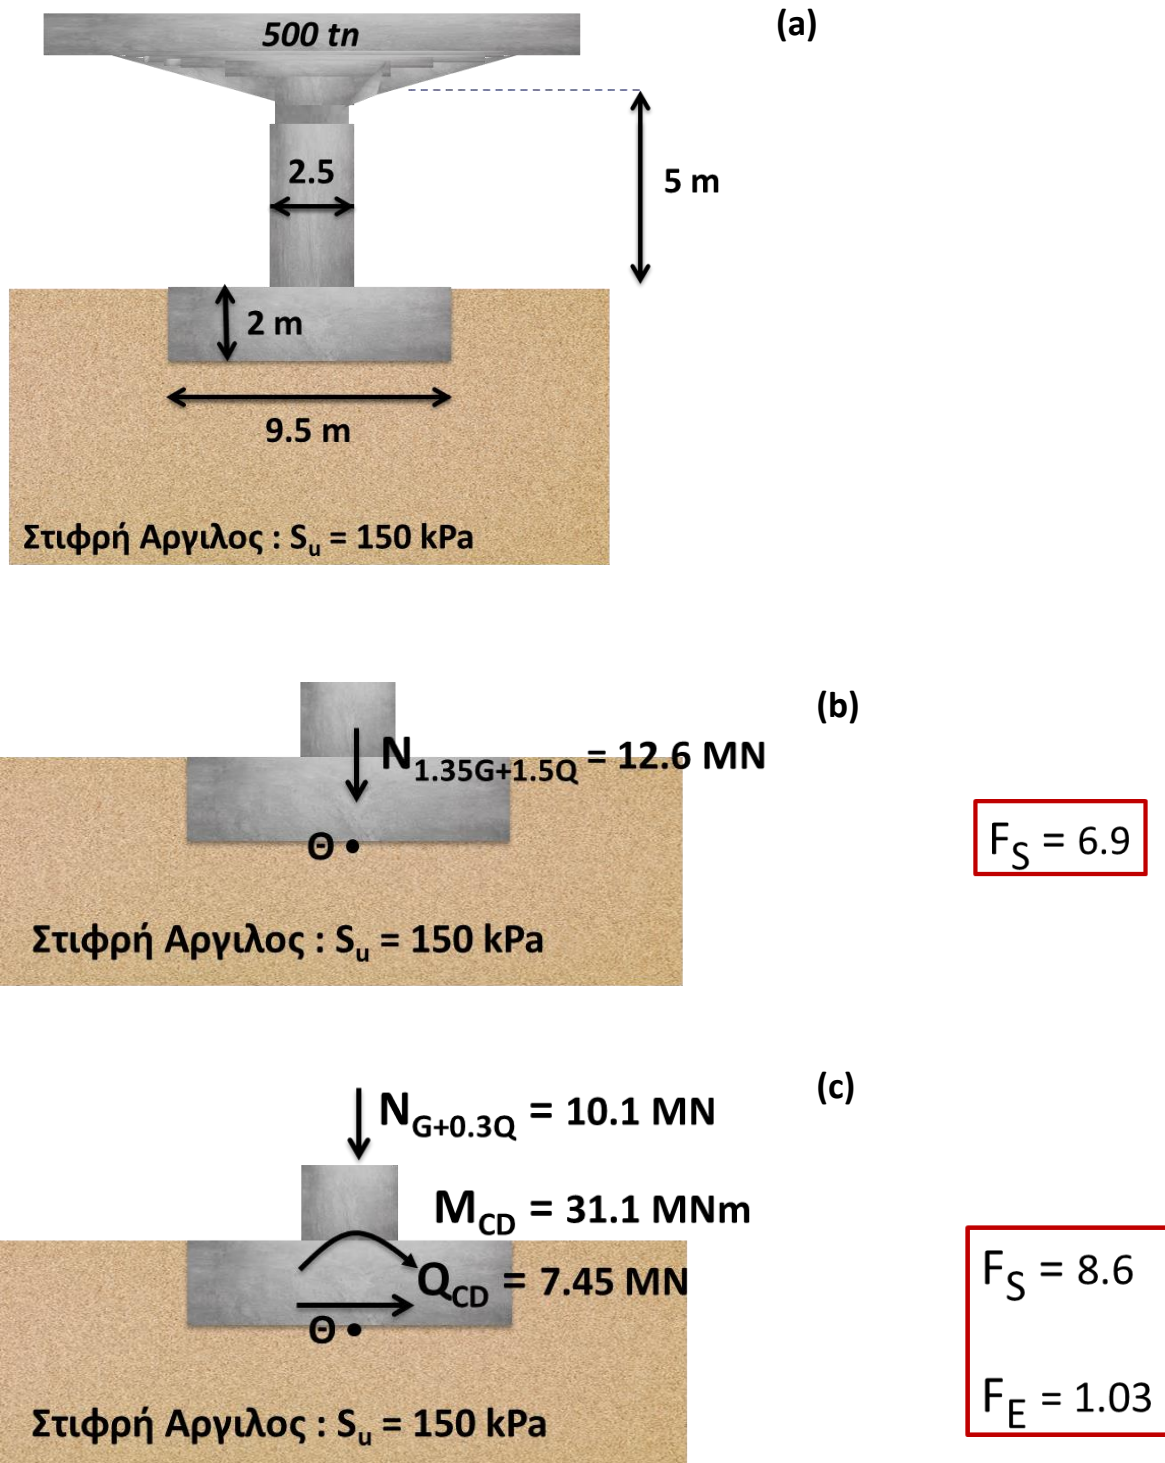 (a)
500 tn
2.5
5 m
2 m
9.5 m
Στιφρή Αργιλος : Su = 150 kPa
(b)
N1.35G+1.5Q = 12.6 MN
Θ
FS = 6.9
Στιφρή Αργιλος : Su = 150 kPa
(c)
NG+0.3Q = 10.1 MN
MCD = 31.1 MNm
QCD = 7.45 MN
Θ
FS = 8.6
FE = 1.03
Στιφρή Αργιλος : Su = 150 kPa